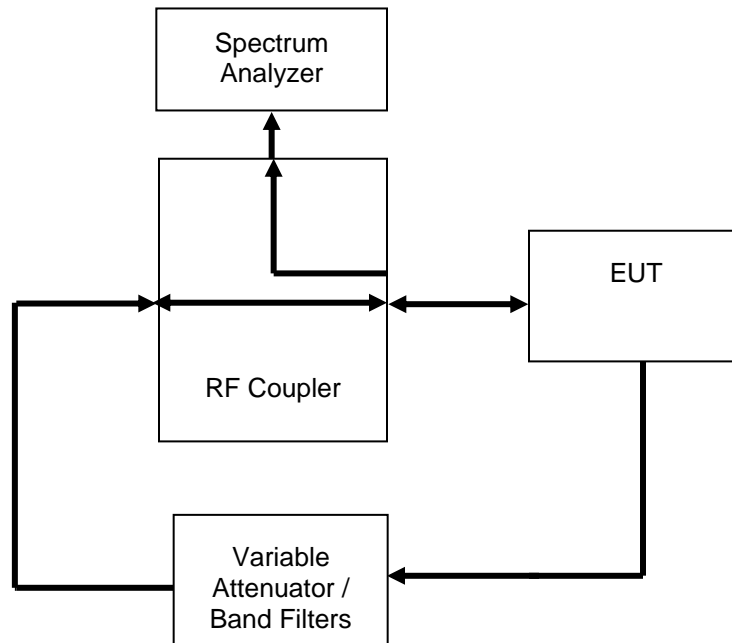 Spectrum
Analyzer
EUT
RF Coupler
Variable
Attenuator /
Band Filters